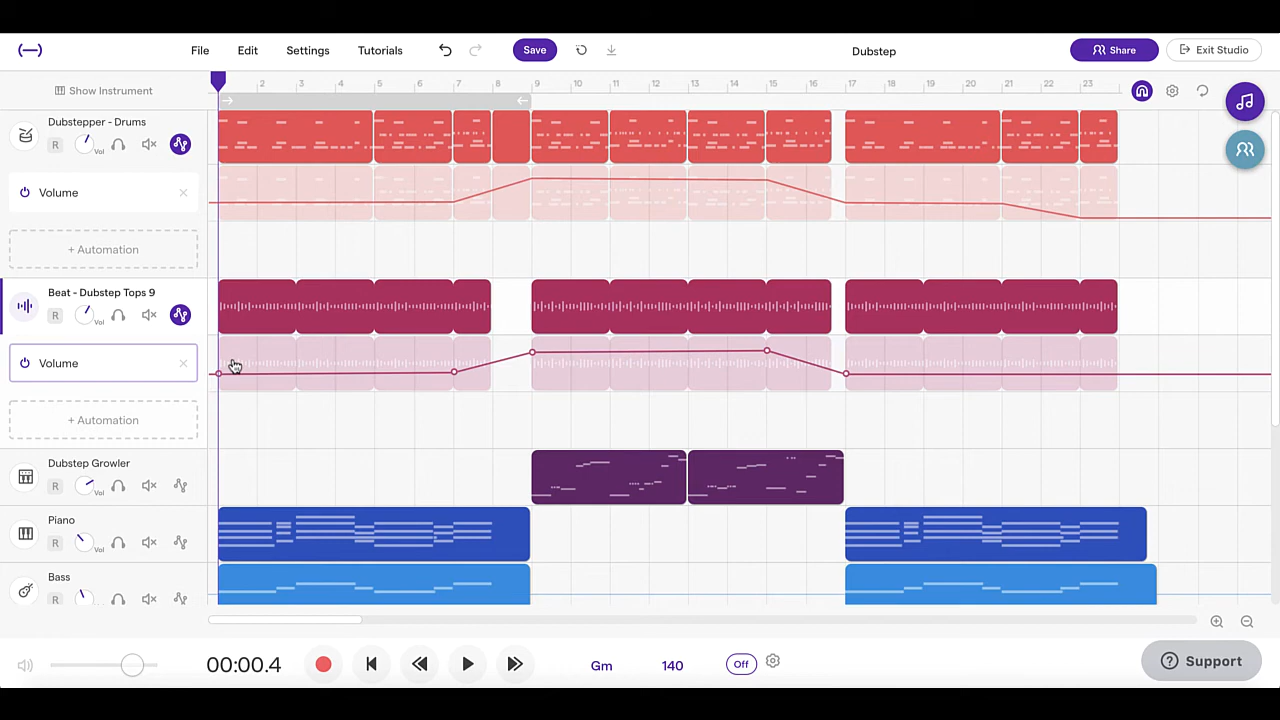 File Edit Settings Tutorials Save Dubstep Share Exit Studio
Show Instrument 2 3 4 5 6 7 8 9 10 11 12 13 14 15 16 17 18 19 20 21 22 23
Dubstepper - Drums
R Vol
Volume
+ Automation
Beat - Dubstep Tops 9
R Vol
Volume
+ Automation
Dubstep Growler
R Vol
Piano
R Vol
Bass
R Vol
00:00.4 Gm 140 Off Support